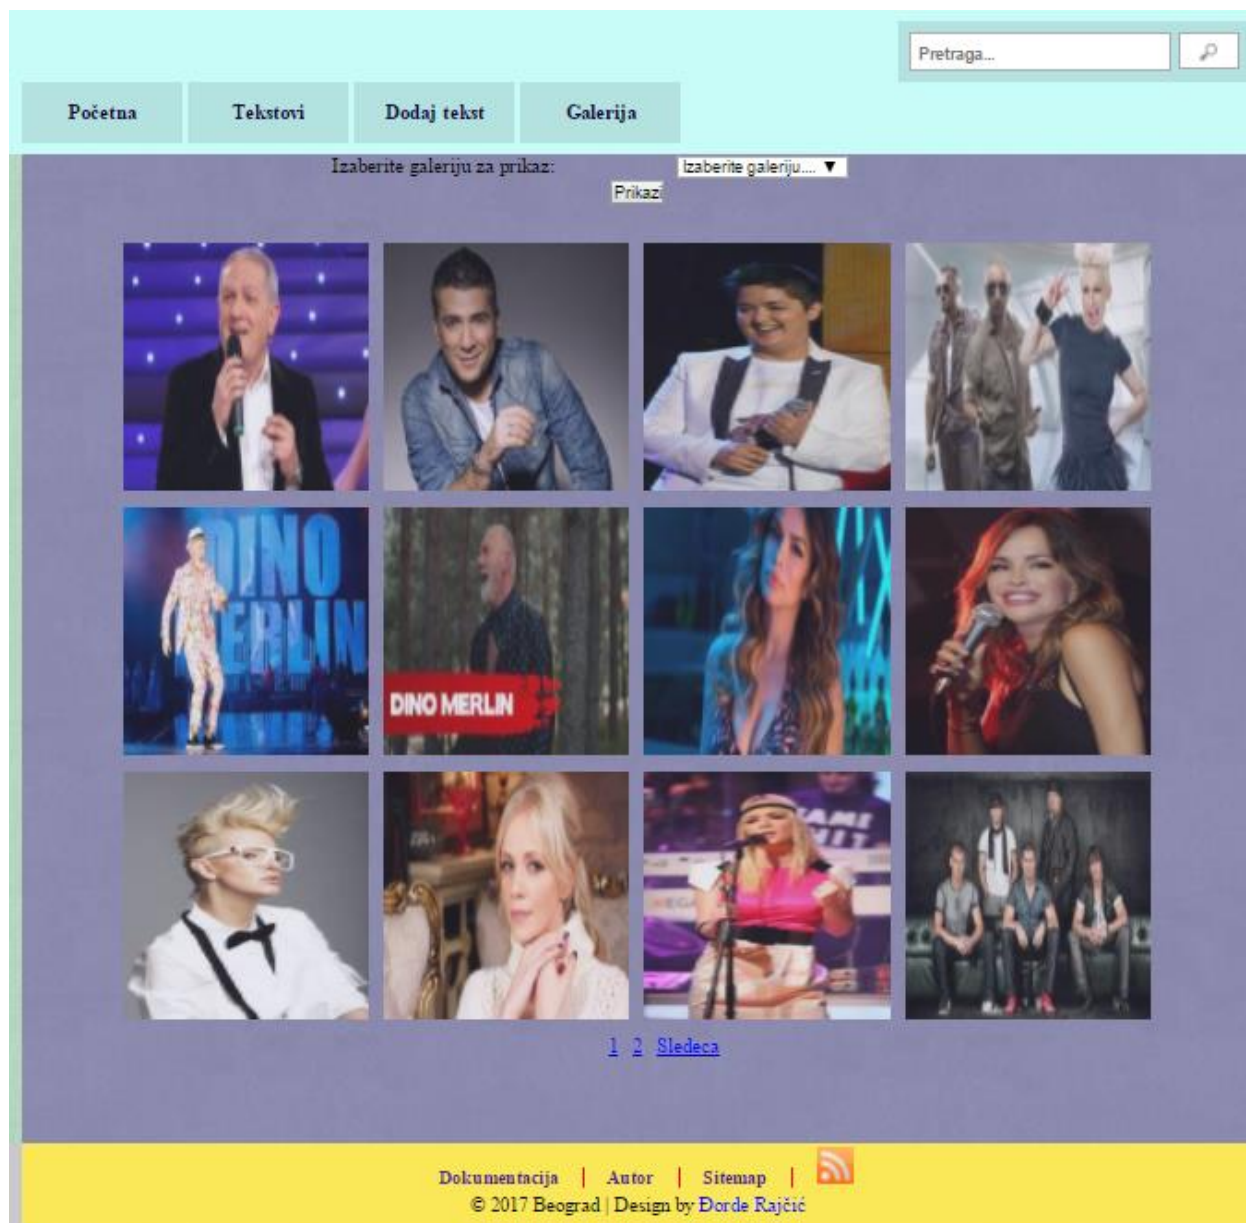 Pretraga...
Početna
Tekstovi
Dodaj tekst
Galerija
Izaberite galeriju za prikaz:
Izaberite galeriju.... ▼
Prikazi
DINO
MERLIN
DINO MERLIN
1 2 Sledeca
Dokumentacija | Autor | Sitemap |
© 2017 Beograd | Design by Đorde Rajčić